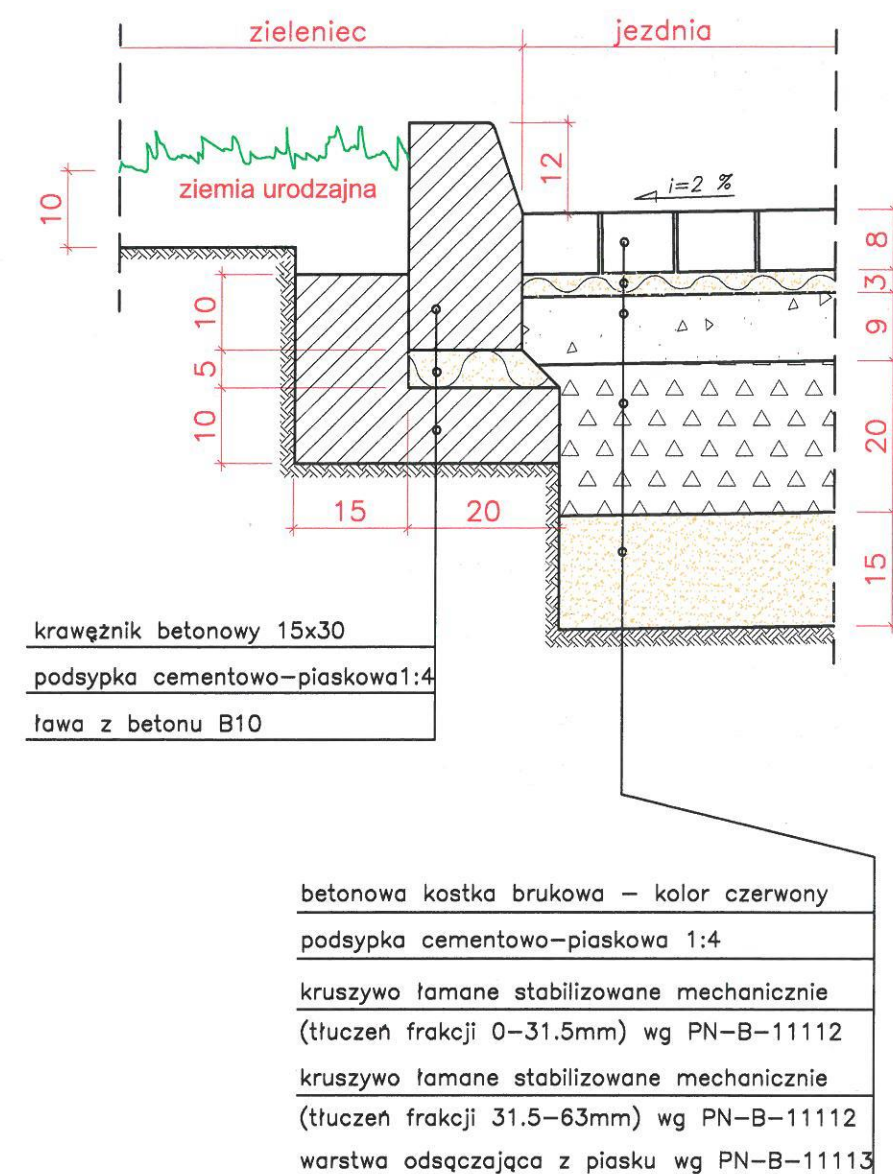 zieleniec
jezdnia
12
i=2 %
10
ziemia urodzajna
8
3
9
20
15
10
5
10
15
20
krawężnik betonowy 15x30
podsypka cementowo-piaskowa1:4
ława z betonu B10
betonowa kostka brukowa – kolor czerwony
podsypka cementowo-piaskowa 1:4
kruszywo łamane stabilizowane mechanicznie
(tłuczeń frakcji 0-31.5mm) wg PN-B-11112
kruszywo łamane stabilizowane mechanicznie
(tłuczeń frakcji 31.5-63mm) wg PN-B-11112
warstwa odsączająca z piasku wg PN-B-11113